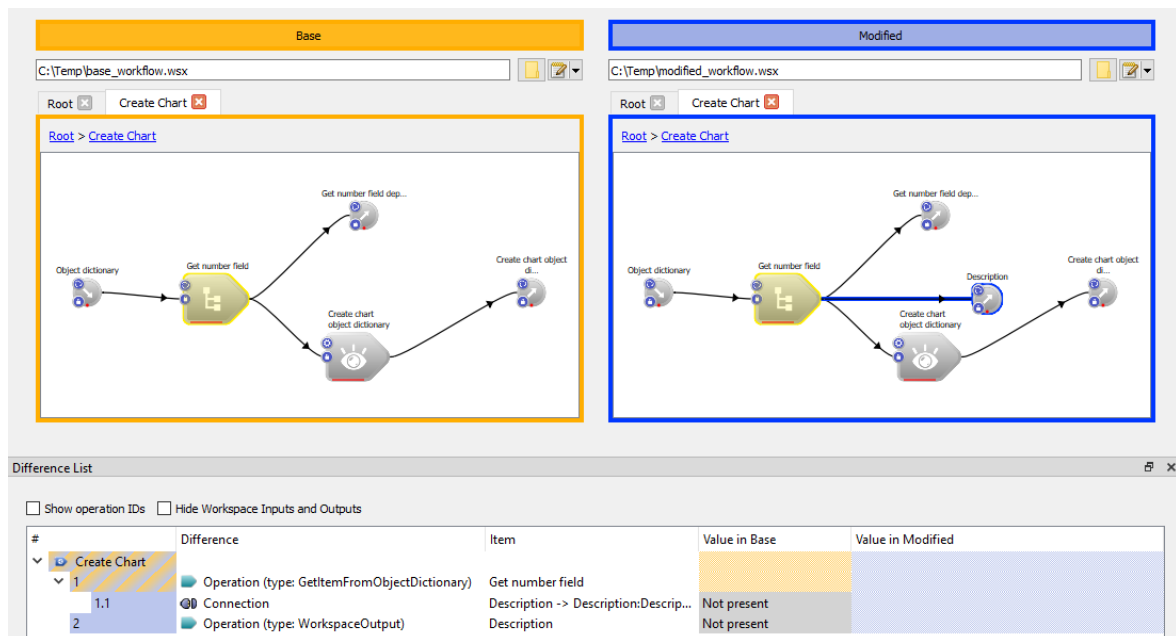 Base
Modified
C:\Temp\base_workflow.wsx
C:\Temp\modified_workflow.wsx
Root
Create Chart
Root
Create Chart
Root > Create Chart
Root > Create Chart
Get number field dep...
Object dictionary
Get number field
Create chart object
di...
Create chart
object dictionary
Get number field dep...
Object dictionary
Get number field
Description
Create chart object
di...
Create chart
object dictionary
Difference List
Show operation IDs
Hide Workspace Inputs and Outputs
# Difference Item Value in Base Value in Modified
Create Chart
1 Operation (type: GetItemFromObjectDictionary) Get number field
1.1 Connection Description -> Description:Descrip... Not present
2 Operation (type: WorkspaceOutput) Description Not present